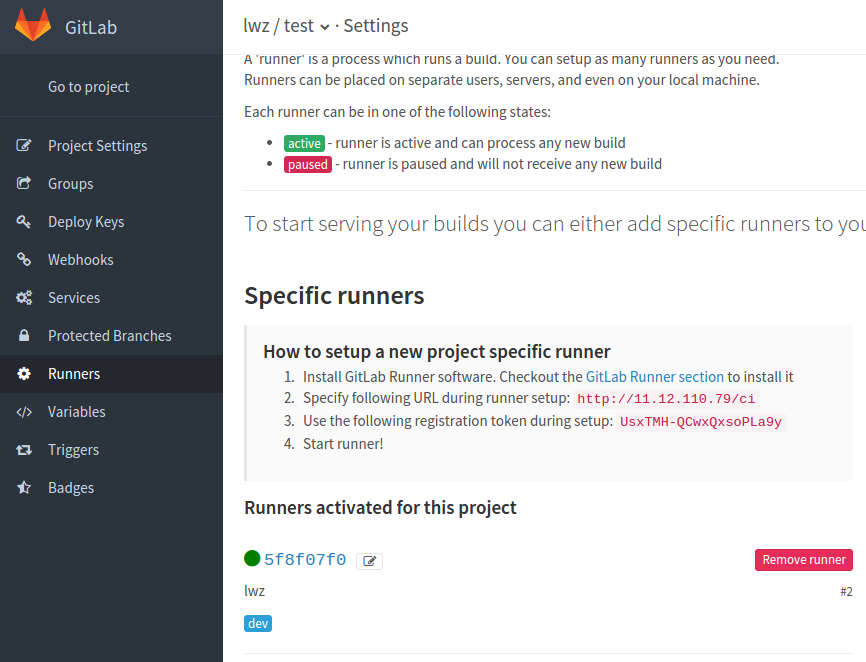 GitLab
lwz / test · Settings
Go to project
Project Settings
Groups
Deploy Keys
Webhooks
Services
Protected Branches
Runners
Variables
Triggers
Badges
A 'runner' is a process which runs a build. You can setup as many runners as you need.
Runners can be placed on separate users, servers, and even on your local machine.
Each runner can be in one of the following states:
• active - runner is active and can process any new build
• paused - runner is paused and will not receive any new build
To start serving your builds you can either add specific runners to you
Specific runners
How to setup a new project specific runner
1. Install GitLab Runner software. Checkout the GitLab Runner section to install it
2. Specify following URL during runner setup: http://11.12.110.79/ci
3. Use the following registration token during setup: UsxTMH-QCwxQxsoPLa9y
4. Start runner!
Runners activated for this project
5f8f07f0 Remove runner
lwz #2
dev